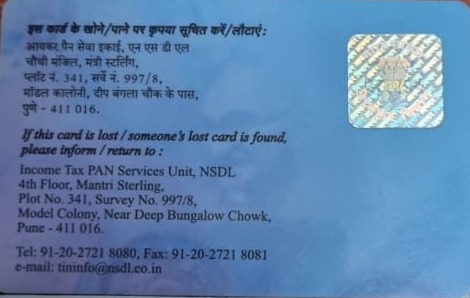 इस कार्ड के खोने/पाने पर कृपया सूचित करें/लौटाएं:
आयकर पैन सेवा इकाई, एन एस डी एल
चौथी मंजिल, मंत्री स्टर्लिंग,
प्लॉट नं. 341, सर्वे नं. 997/8,
मॉडल कालोनी, दीप बंगला चौक के पास,
पुणे - 411 016.
If this card is lost / someone's lost card is found,
please inform / return to :
Income Tax PAN Services Unit, NSDL
4th Floor, Mantri Sterling,
Plot No. 341, Survey No. 997/8,
Model Colony, Near Deep Bungalow Chowk,
Pune - 411 016.
Tel: 91-20-2721 8080, Fax: 91-20-2721 8081
e-mail: tininfo@nsdl.co.in